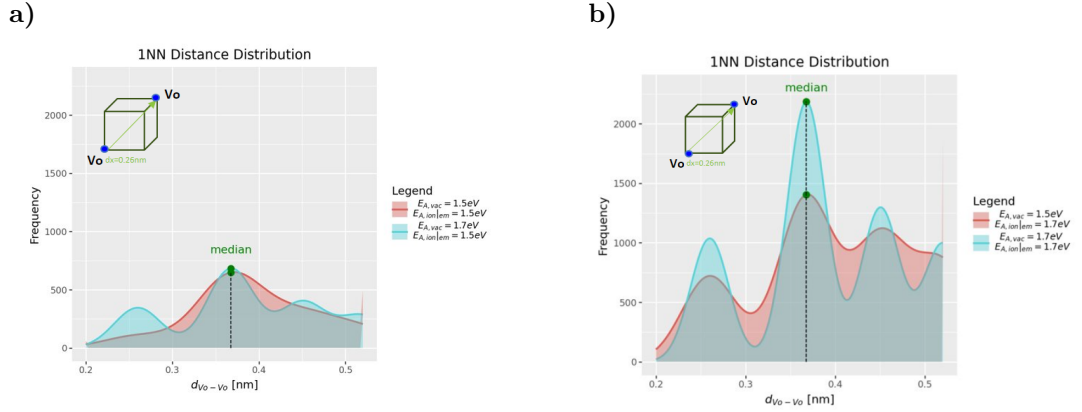 a)
1NN Distance Distribution
Vo
Vo
dx=0.26nm
median
Frequency
2000
1500
1000
500
0
0.2 0.3 0.4 0.5
d_{Vo−Vo} [nm]
Legend
E_{A,vac} = 1.5eV
E_{A,ion|em} = 1.5eV
E_{A,vac} = 1.7eV
E_{A,ion|em} = 1.5eV
b)
1NN Distance Distribution
median
Vo
Vo
dx=0.26nm
Frequency
2000
1500
1000
500
0
0.2 0.3 0.4 0.5
d_{Vo−Vo} [nm]
Legend
E_{A,vac} = 1.5eV
E_{A,ion|em} = 1.7eV
E_{A,vac} = 1.7eV
E_{A,ion|em} = 1.7eV